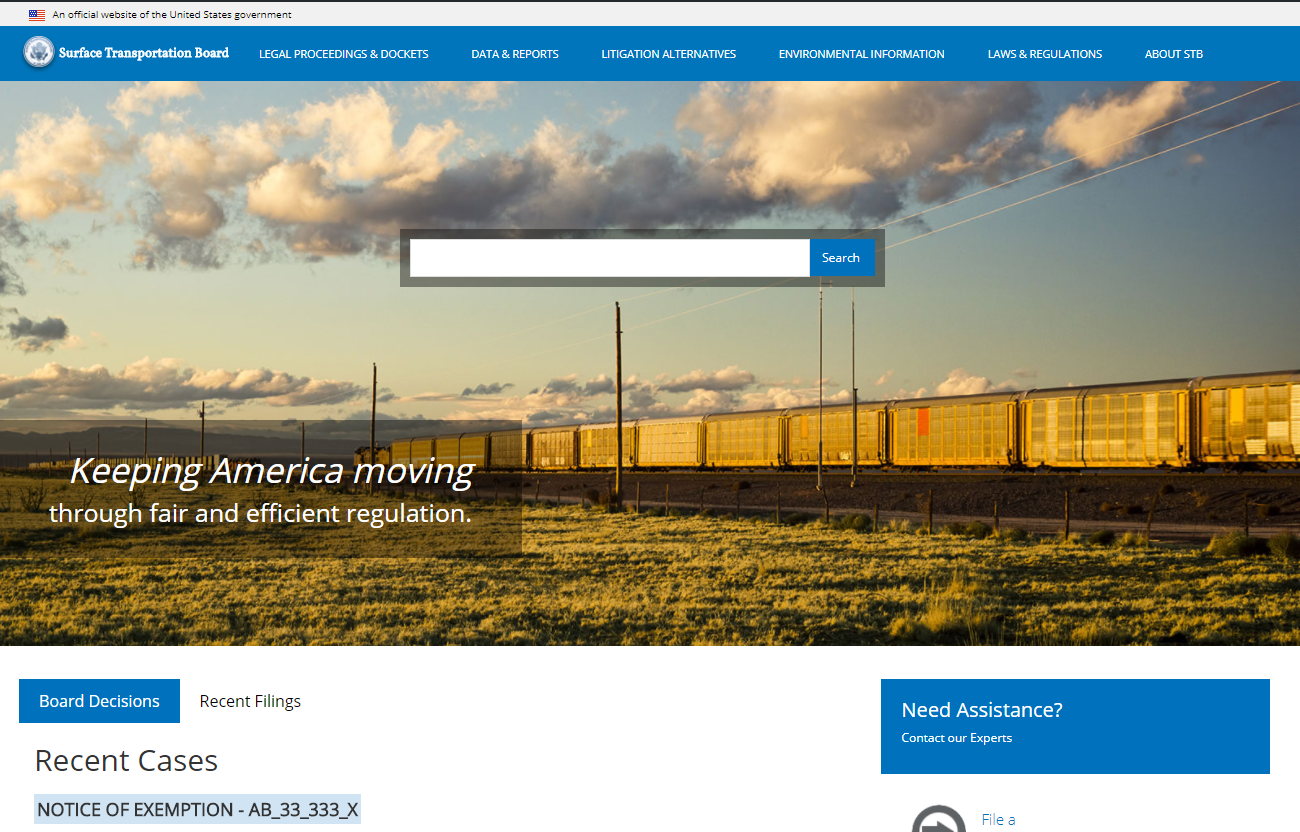 An official website of the United States government
Surface Transportation Board
LEGAL PROCEEDINGS & DOCKETS
DATA & REPORTS
LITIGATION ALTERNATIVES
ENVIRONMENTAL INFORMATION
LAWS & REGULATIONS
ABOUT STB
Search
Keeping America moving
through fair and efficient regulation.
Board Decisions
Recent Filings
Need Assistance?
Contact our Experts
Recent Cases
NOTICE OF EXEMPTION - AB_33_333_X
File a